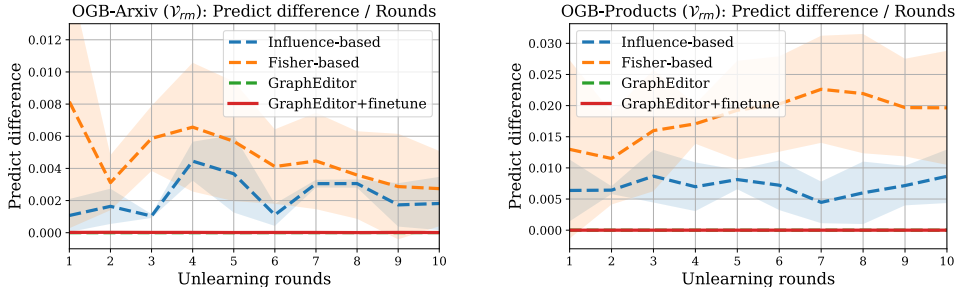 OGB-Arxiv (𝒱rm): Predict difference / Rounds
Predict difference
0.012
0.010
0.008
0.006
0.004
0.002
0.000
Influence-based
Fisher-based
GraphEditor
GraphEditor+finetune
1 2 3 4 5 6 7 8 9 10
Unlearning rounds
OGB-Products (𝒱rm): Predict difference / Rounds
Predict difference
0.030
0.025
0.020
0.015
0.010
0.005
0.000
Influence-based
Fisher-based
GraphEditor
GraphEditor+finetune
1 2 3 4 5 6 7 8 9 10
Unlearning rounds